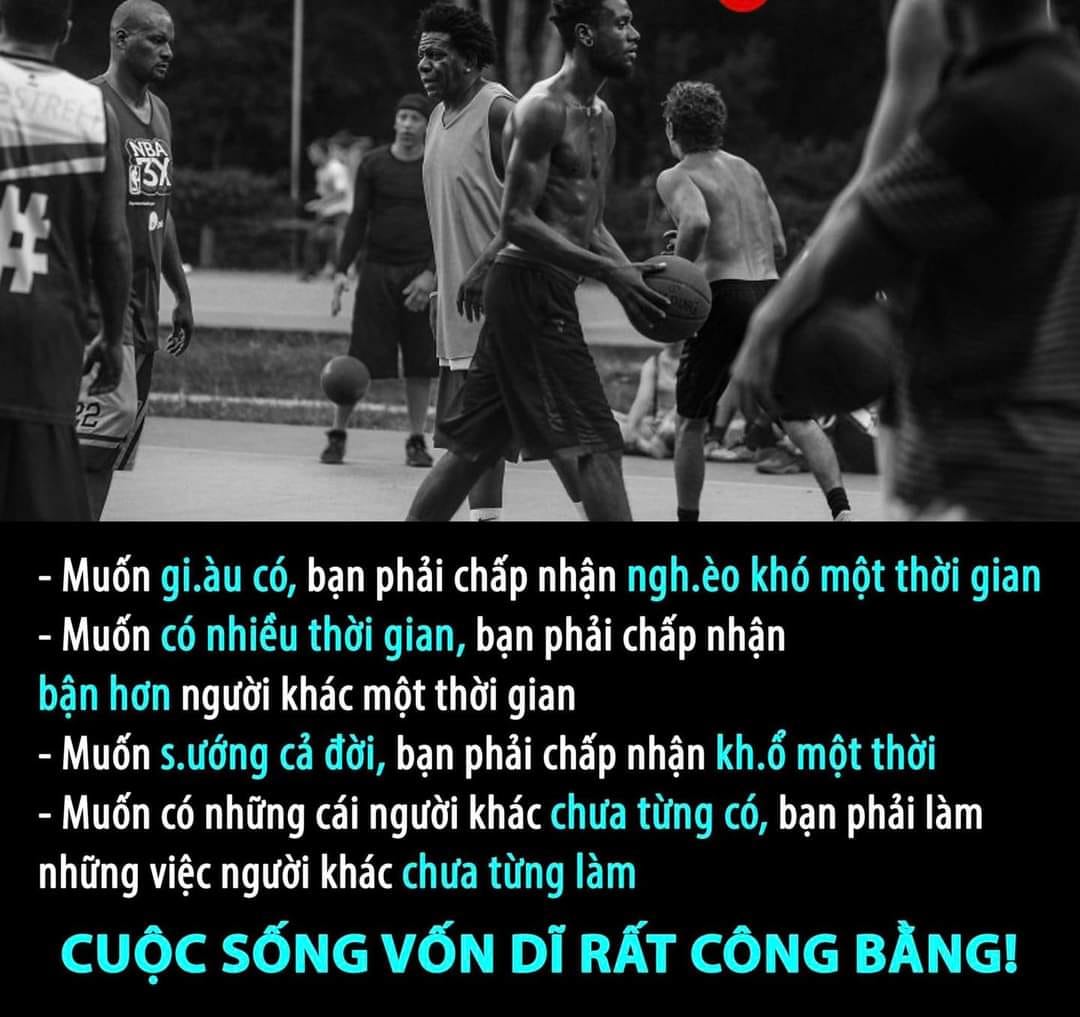 eSTREE
#
NBA
3X
22
- Muốn gi.àu có, bạn phải chấp nhận ngh.èo khó một thời gian
- Muốn có nhiều thời gian, bạn phải chấp nhận
bận hơn người khác một thời gian
- Muốn s.ướng cả đời, bạn phải chấp nhận kh.ổ một thời
- Muốn có những cái người khác chưa từng có, bạn phải làm
những việc người khác chưa từng làm
CUỘC SỐNG VỐN DĨ RẤT CÔNG BẰNG!